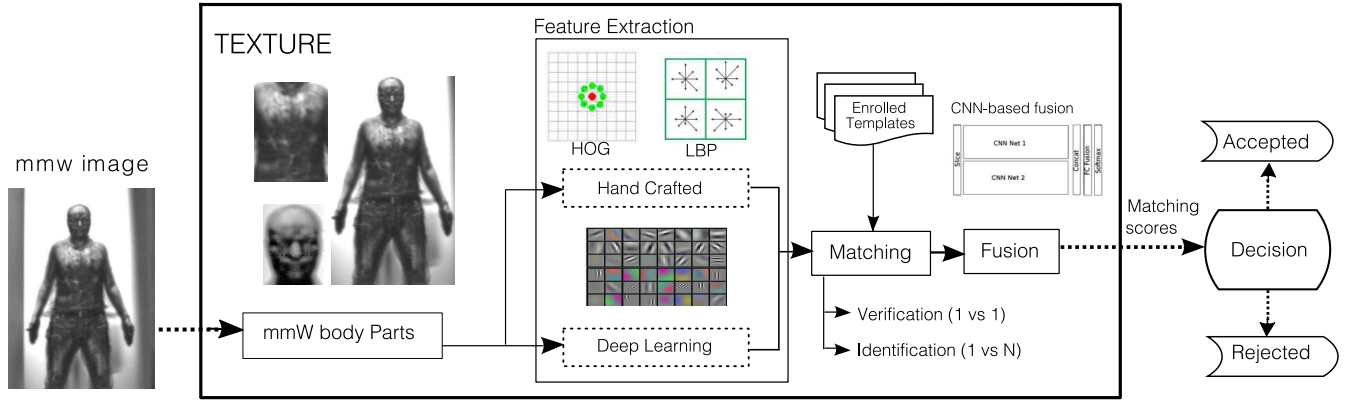 mmw image
TEXTURE
mmW body Parts
Feature Extraction
HOG
LBP
Hand Crafted
Deep Learning
Enrolled
Templates
Matching
Verification (1 vs 1)
Identification (1 vs N)
CNN-based fusion
Slice
CNN Net 1
CNN Net 2
Concat
FC Fusion
Softmax
Fusion
Matching
scores
Accepted
Decision
Rejected